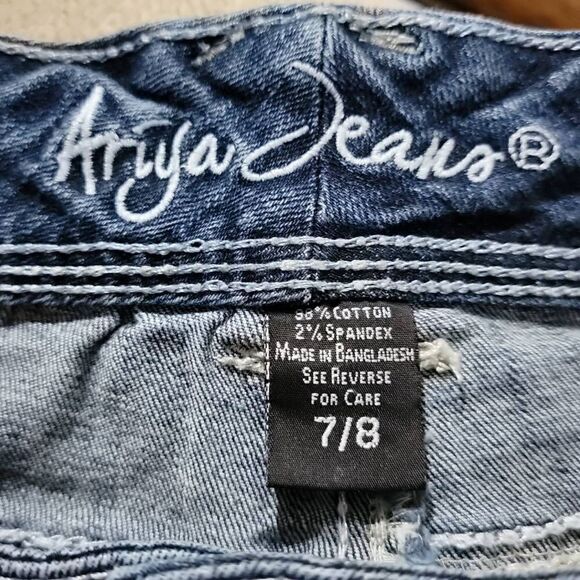 Ariya Jeans®
98% Cotton
2% Spandex
Made in Bangladesh
See Reverse
for Care
7/8